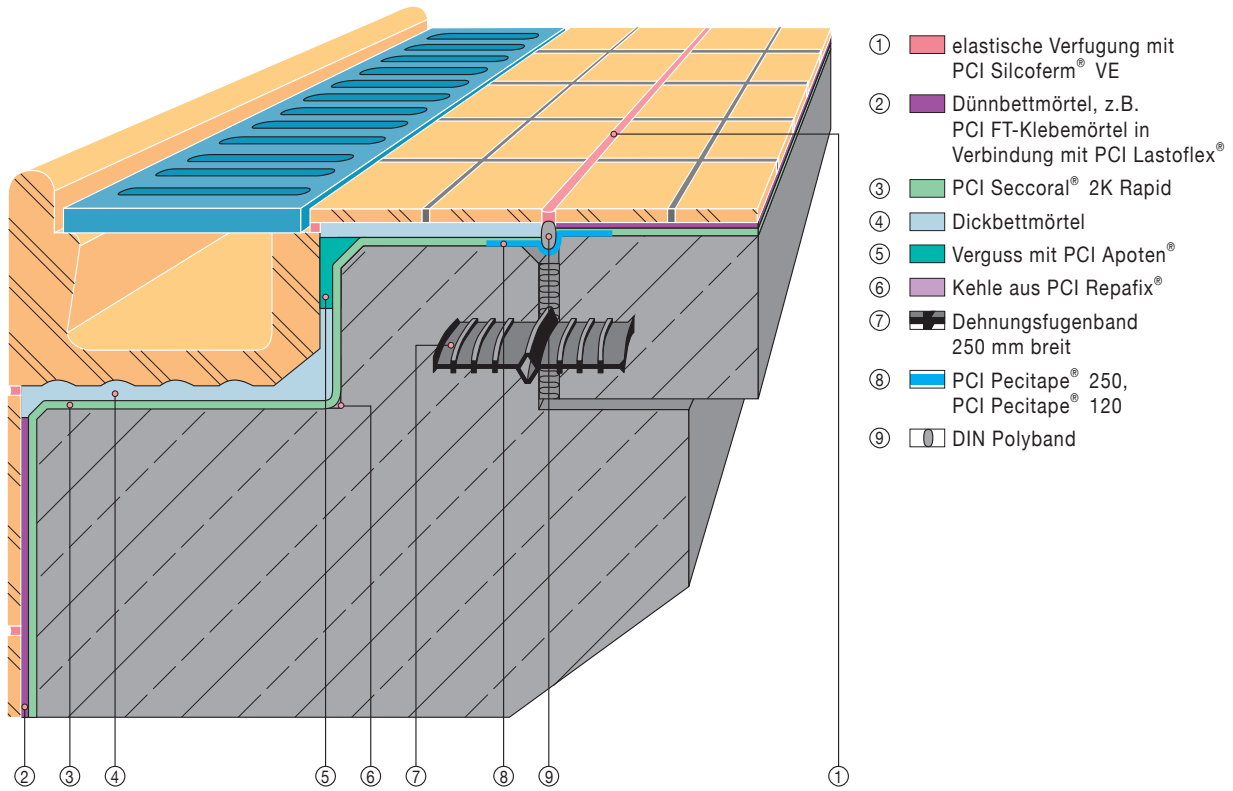 ① elastische Verfugung mit
PCI Silcoferm® VE
② Dünnbettmörtel, z.B.
PCI FT-Klebemörtel in
Verbindung mit PCI Lastoflex®
③ PCI Seccoral® 2K Rapid
④ Dickbettmörtel
⑤ Verguss mit PCI Apoten®
⑥ Kehle aus PCI Repafix®
⑦ Dehnungsfugenband
250 mm breit
⑧ PCI Pecitape® 250,
PCI Pecitape® 120
⑨ DIN Polyband
② ③ ④ ⑤ ⑥ ⑦ ⑧ ⑨ ①